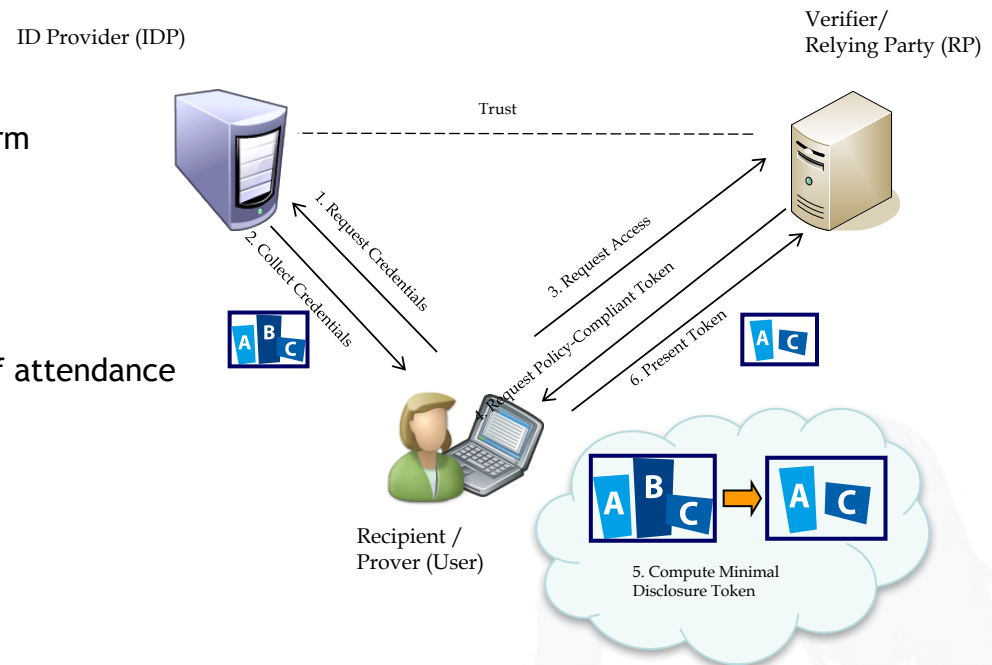 ID Provider (IDP)
Verifier/
Relying Party (RP)
Trust
rm
1. Request Credentials
2. Collect Credentials
3. Request Access
4. Request Policy-Compliant Token
6. Present Token
A B C
A C
f attendance
Recipient /
Prover (User)
A B C
A C
5. Compute Minimal
Disclosure Token